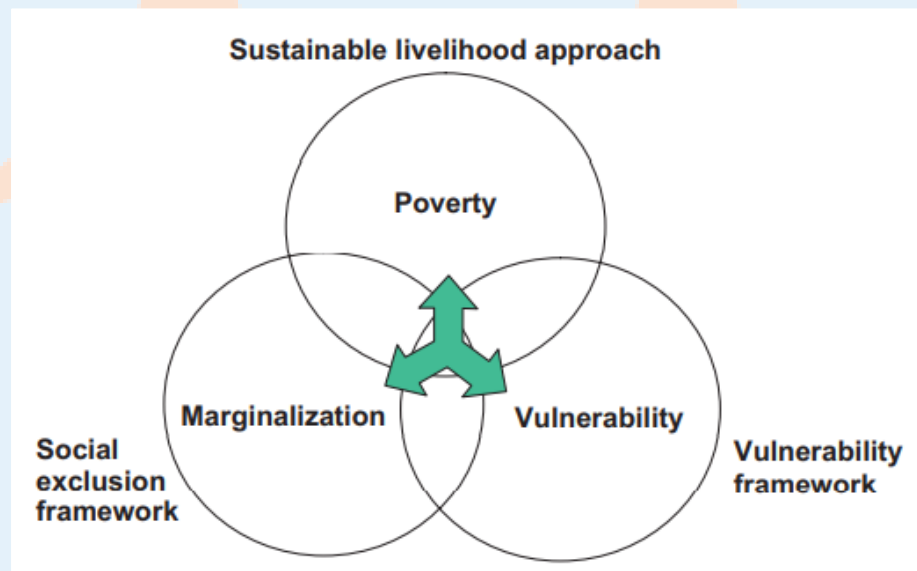 Sustainable livelihood approach
Poverty
Marginalization
Vulnerability
Social
exclusion
framework
Vulnerability
framework